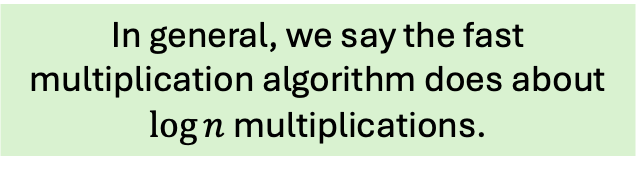 In general, we say the fast
multiplication algorithm does about
log n multiplications.